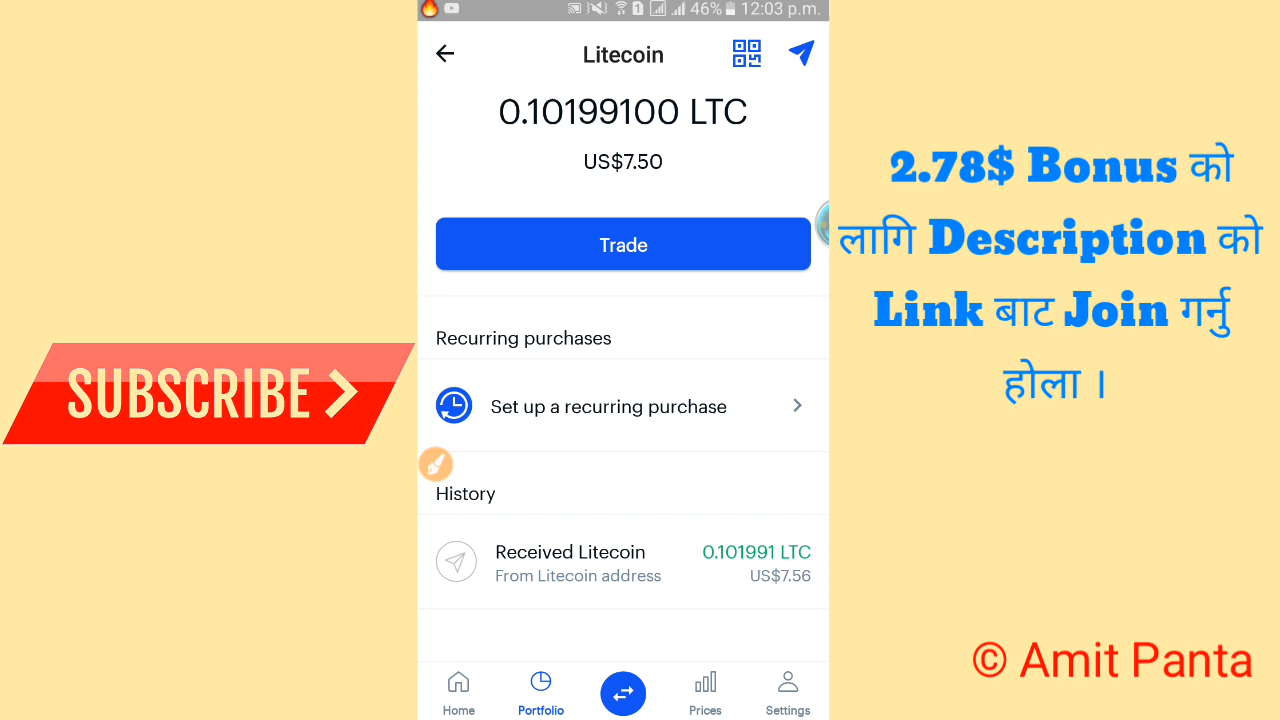 46% 12:03 p.m.
Litecoin
0.10199100 LTC
US$7.50
Trade
Recurring purchases
Set up a recurring purchase
History
Received Litecoin 0.101991 LTC
From Litecoin address US$7.56
Home Portfolio Prices Settings
SUBSCRIBE
2.78$ Bonus को
लागि Description को
Link बाट Join गर्नु
होला ।
© Amit Panta